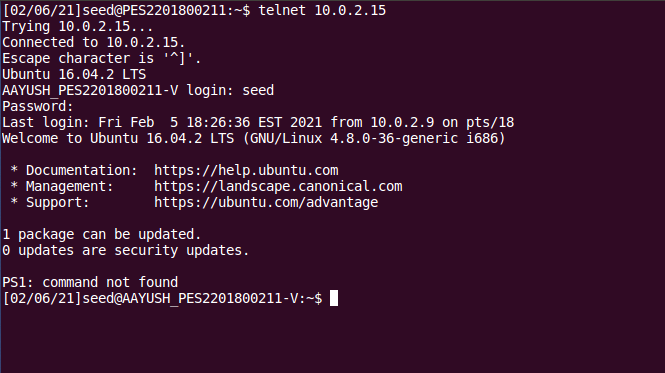 [02/06/21]seed@PES2201800211:~$ telnet 10.0.2.15
Trying 10.0.2.15...
Connected to 10.0.2.15.
Escape character is '^]'.
Ubuntu 16.04.2 LTS
AAYUSH_PES2201800211-V login: seed
Password:
Last login: Fri Feb  5 18:26:36 EST 2021 from 10.0.2.9 on pts/18
Welcome to Ubuntu 16.04.2 LTS (GNU/Linux 4.8.0-36-generic i686)

 * Documentation:  https://help.ubuntu.com
 * Management:     https://landscape.canonical.com
 * Support:        https://ubuntu.com/advantage

1 package can be updated.
0 updates are security updates.

PS1: command not found
[02/06/21]seed@AAYUSH_PES2201800211-V:~$